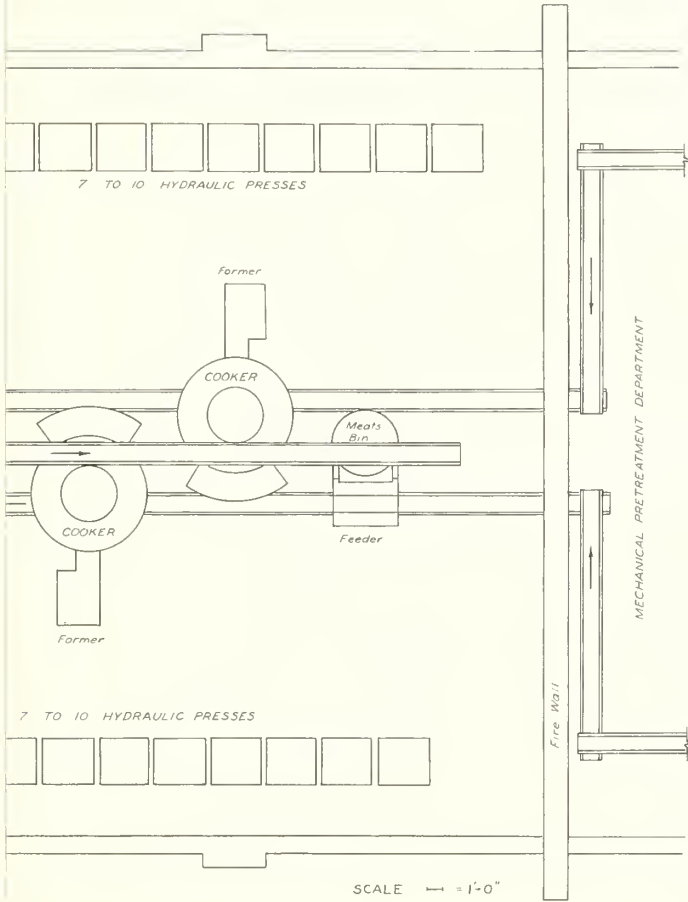 7 TO 10 HYDRAULIC PRESSES
Former
COOKER
Meats
Bin
MECHANICAL PRETREATMENT DEPARTMENT
COOKER
Feeder
Former
Fire Wall
7 TO 10 HYDRAULIC PRESSES
SCALE = 1'-0"